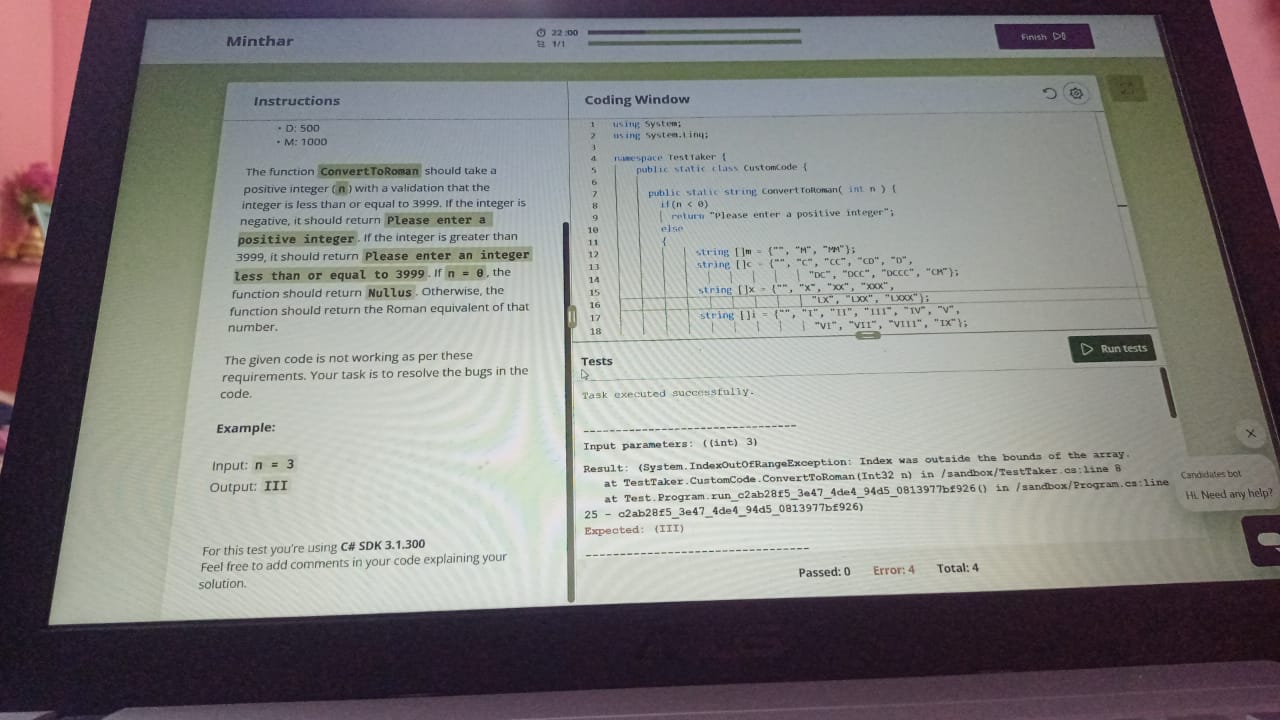 Minthar
22:00
1/1
Finish
Instructions
• D: 500
• M: 1000
The function ConvertToRoman should take a
positive integer (n) with a validation that the
integer is less than or equal to 3999. If the integer is
negative, it should return Please enter a
positive integer. If the integer is greater than
3999, it should return Please enter an integer
less than or equal to 3999. If n = 0, the
function should return Nullus. Otherwise, the
function should return the Roman equivalent of that
number.
The given code is not working as per these
requirements. Your task is to resolve the bugs in the
code.
Example:
Input: n = 3
Output: III
For this test you're using C# SDK 3.1.300
Feel free to add comments in your code explaining your
solution.
Coding Window
1 using System;
2 using System.Linq;
3
4 namespace TestTaker {
5 public static class CustomCode {
6
7 public static string ConvertToRoman( int n ) {
8 if(n < 0)
9 return "Please enter a positive integer";
10 else
11 {
12 string []m = {"", "M", "MM"};
13 string []c = {"", "C", "CC", "CD", "D",
14 "DC", "DCC", "DCCC", "CM"};
15 string []x = {"", "X", "XX", "XXX",
16 "LX", "LXX", "LXXX"};
17 string []i = {"", "I", "II", "III", "IV", "V",
18 "VI", "VII", "VIII", "IX"};
Tests
Run tests
Task executed successfully.
---------------------------------
Input parameters: ((int) 3)
Result: (System.IndexOutOfRangeException: Index was outside the bounds of the array.
at TestTaker.CustomCode.ConvertToRoman(Int32 n) in /sandbox/TestTaker.cs:line 8
at Test.Program.run_c2ab28f5_3e47_4de4_94d5_0813977bf926() in /sandbox/Program.cs:line
25 - c2ab28f5_3e47_4de4_94d5_0813977bf926)
Expected: (III)
---------------------------------
Passed: 0 Error: 4 Total: 4
Candidates bot
Hi. Need any help?